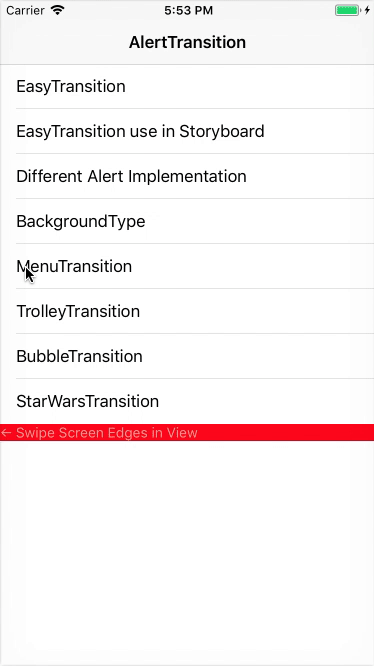 Carrier 5:53 PM
AlertTransition
EasyTransition
EasyTransition use in Storyboard
Different Alert Implementation
BackgroundType
MenuTransition
TrolleyTransition
BubbleTransition
StarWarsTransition
← Swipe Screen Edges in View